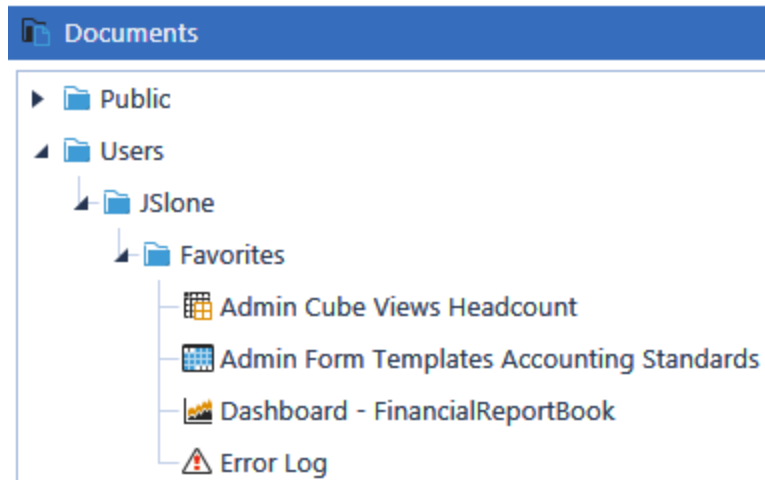 Documents
Public
Users
JSlone
Favorites
Admin Cube Views Headcount
Admin Form Templates Accounting Standards
Dashboard - FinancialReportBook
Error Log